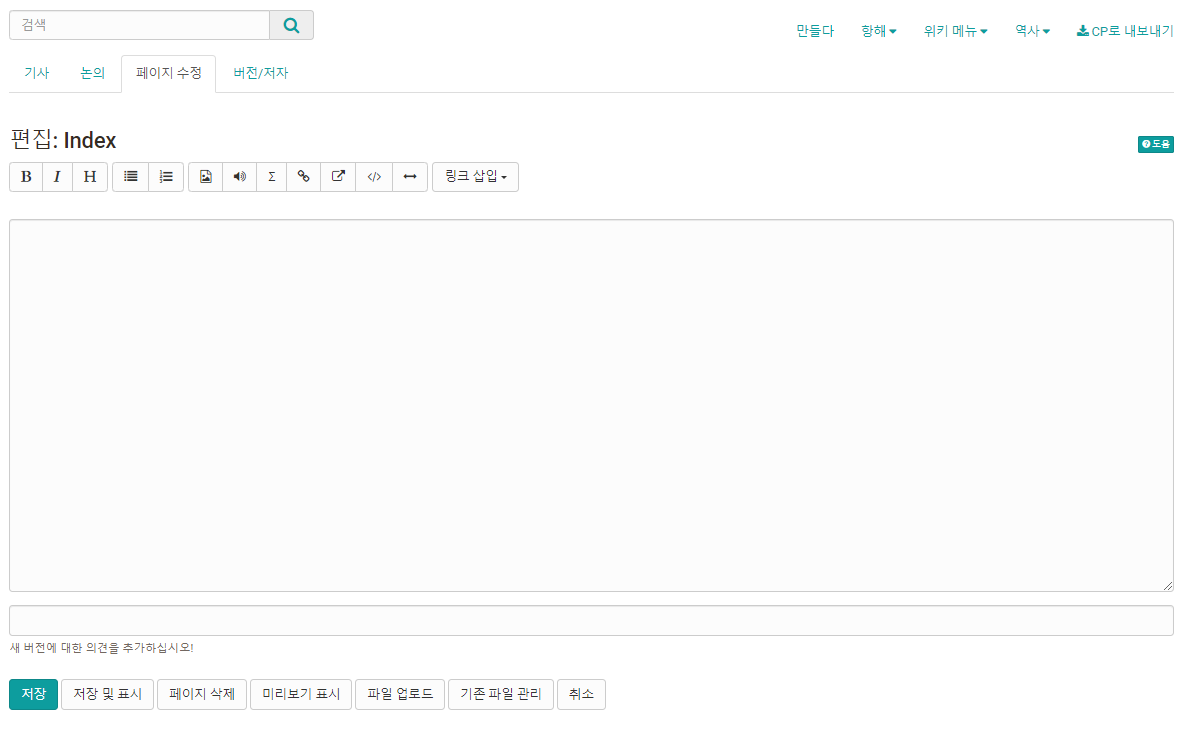 검색
만들다 항해 위키 메뉴 역사 CP로 내보내기
기사 논의 페이지 수정 버전/저자
편집: Index
도움
B I H Σ </> 링크 삽입
새 버전에 대한 의견을 추가하십시오!
저장 저장 및 표시 페이지 삭제 미리보기 표시 파일 업로드 기존 파일 관리 취소